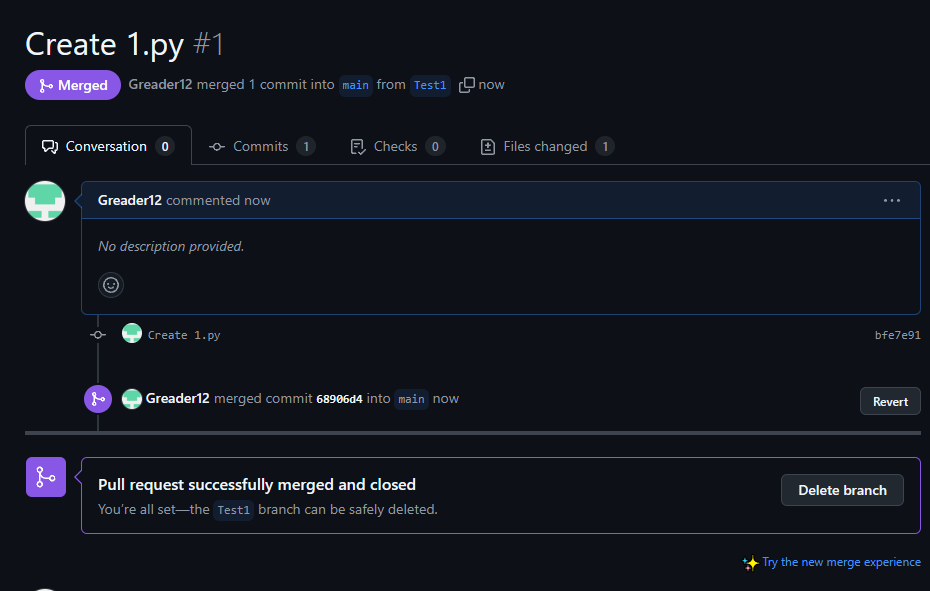 Create 1.py #1
Merged Greader12 merged 1 commit into main from Test1 now
Conversation 0 Commits 1 Checks 0 Files changed 1
Greader12 commented now
No description provided.
Create 1.py bfe7e91
Greader12 merged commit 68906d4 into main now Revert
Pull request successfully merged and closed
You're all set—the Test1 branch can be safely deleted.
Delete branch
Try the new merge experience